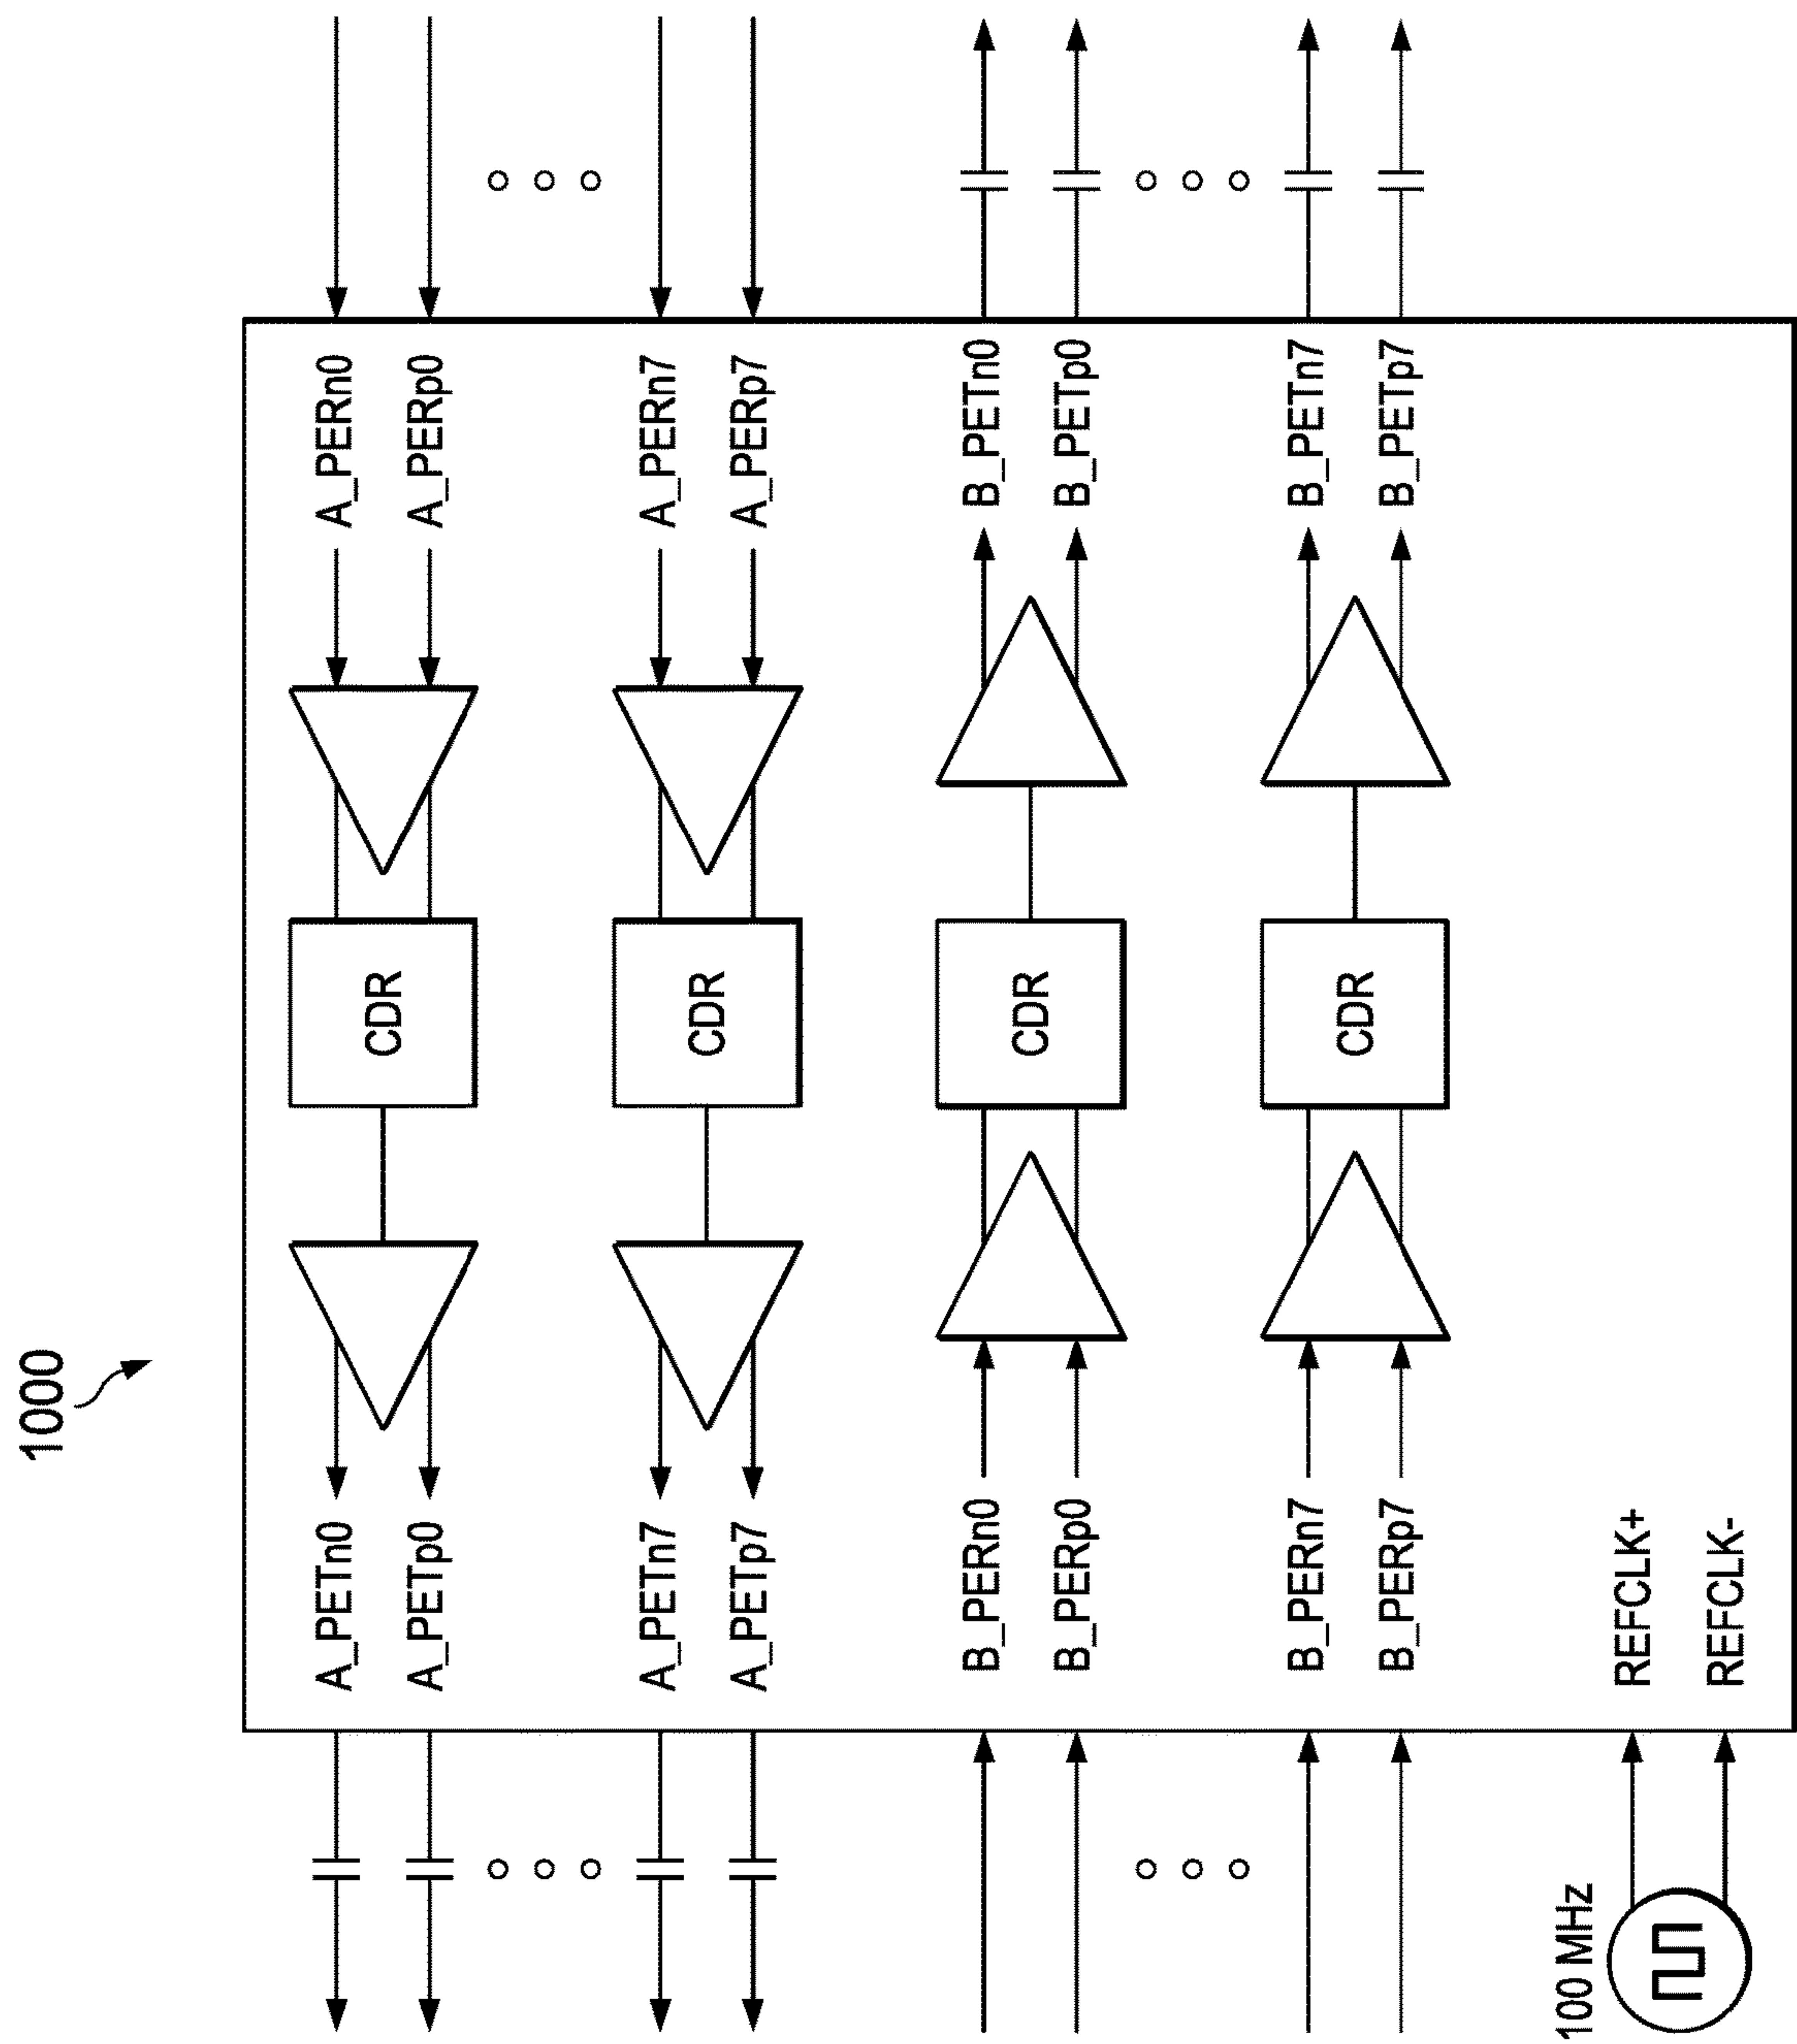 1000
A_PETn0
CDR
A_PERn0
A_PETp0
A_PERp0
A_PETn7
CDR
A_PERn7
A_PETp7
A_PERp7
B_PERn0
CDR
B_PETn0
B_PERp0
B_PETp0
B_PERn7
CDR
B_PETn7
B_PERp7
B_PETp7
100 MHz
REFCLK+
REFCLK-